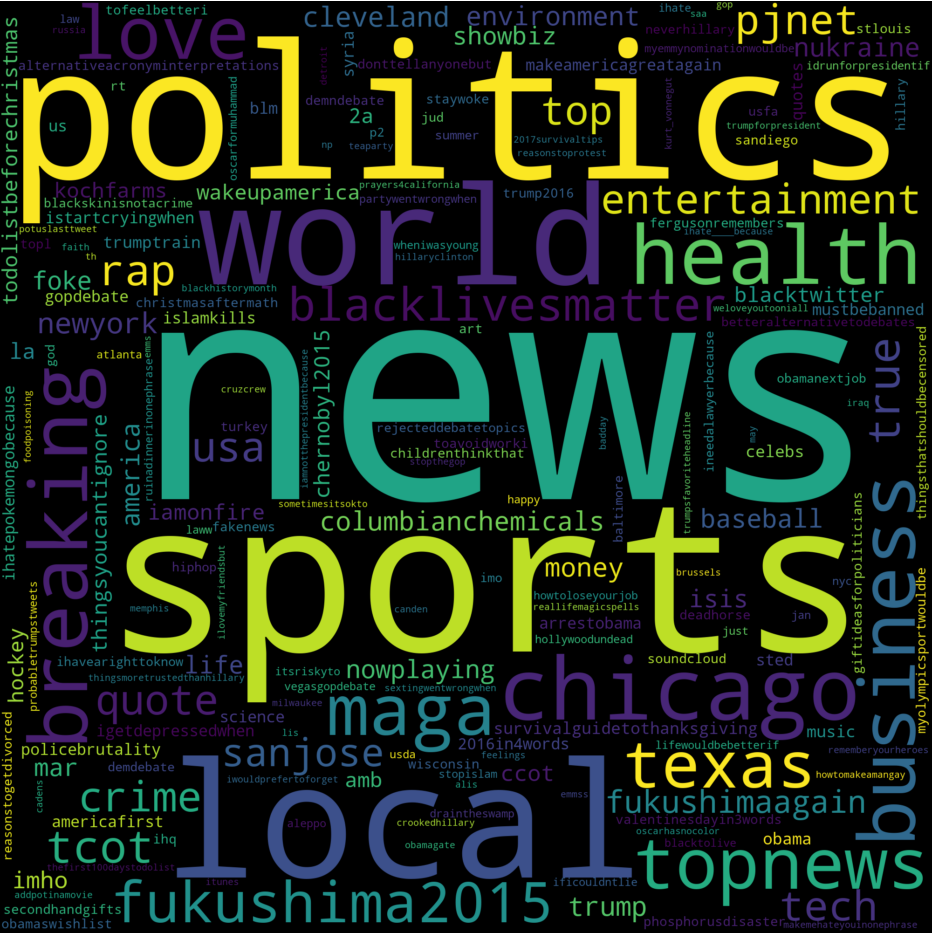 tofeelbetteri
law
russia
love
cleveland
environment
ihate
gop
saa
pjnet
neverhillary
stlouis
showbiz
myemmynominationwouldbe
nukraine
alternativeacronyminterpretations
syria
detroit
donttellanyonebut
makeamericagreatagain
idrunforpresidentif
todolistbeforechristmas
politics
rt
oscarformuhammad
demndebate
staywoke
kurt_vonnegut
quotes
hillary
us
blm
2a
jud
top
usfa
trumpforpresident
p2
summer
2017survivaltips
sandiego
np
teaparty
reasonstoprotest
kochfarms
wakeupamerica
prayers4california
partywentwrongwhen
trump2016
entertainment
blackskinisnotacrime
istartcryingwhen
world
fergusonremembers
potuslasttweet
ihate___because
topl
faith
trumptrain
wheniwasyoung
health
th
hillaryclinton
rap
foke
blackhistorymonth
blacklivesmatter
blacktwitter
gopdebate
christmasaftermath
weloveyoutooniall
mustbebanned
newyork
islamkills
art
betteralternativetodebates
la
god
atlanta
emms
ruinadinnerinonephrase
news
iamnotthepresidentbecause
chernobyl2015
cruzcrew
obamanextjob
true
thingsthatshouldbecensored
ihatepokemongobecause
foodpoisoning
breaking
iraq
turkey
rejecteddebatetopics
badday
trumpsfavoriteheadline
ineedalawyerbecause
may
usa
toavoidworki
america
childrenthinkthat
celebs
stopthegop
thingsyoucantignore
iamonfire
sometimesitsokto
happy
baltimore
business
giftideasforpoliticians
laww
fakenews
columbianchemicals
baseball
sports
hiphop
ilovemyfriendsbut
imo
money
brussels
nyc
isis
deadhorse
jan
howtoloseyourjob
reallifemagicspells
memphis
canden
arrestobama
just
hollywoodundead
hockey
probabletrumpstweets
ihavearighttoknow
life
itsriskyto
nowplaying
soundcloud
sted
myolympicsportwouldbe
thingsmoretrustedthanhillary
vegasgopdebate
sextingwentwrongwhen
chicago
quote
milwaukee
maga
science
igetdepressedwhen
lis
survivalguidetothanksgiving
music
reasonstogetdivorced
policebrutality
sanjose
usda
feelings
2016in4words
lifewouldbebetterif
rememberyourheroes
mar
demdebate
wisconsin
stopislam
ccot
texas
howtomakeamangay
iwouldprefertoforget
amb
alis
crime
local
emmss
fukushimaagain
cadens
draintheswamp
oscarhasnocolor
americafirst
aleppo
crookedhillary
valentinesdayin3words
tcot
ihq
obamagate
obama
blacktolive
thefirst100daystodolist
topnews
imho
itunes
ificouldntlie
addpotinamovie
secondhandgifts
fukushima2015
trump
tech
obamaswishlist
phosphorusdisaster
makemehateyouinonephrase